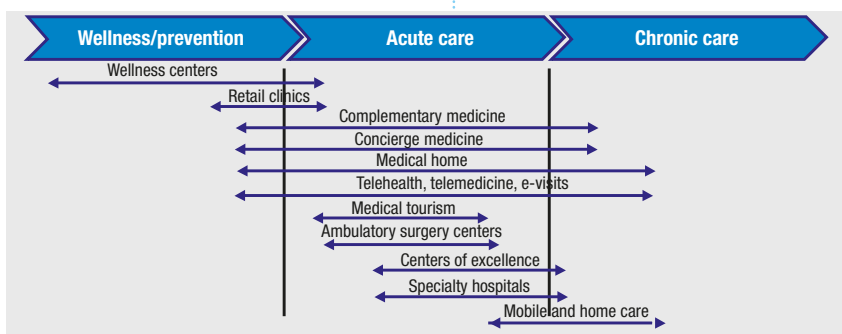 Wellness/prevention Acute care Chronic care
Wellness centers
Retail clinics
Complementary medicine
Concierge medicine
Medical home
Telehealth, telemedicine, e-visits
Medical tourism
Ambulatory surgery centers
Centers of excellence
Specialty hospitals
Mobile and home care